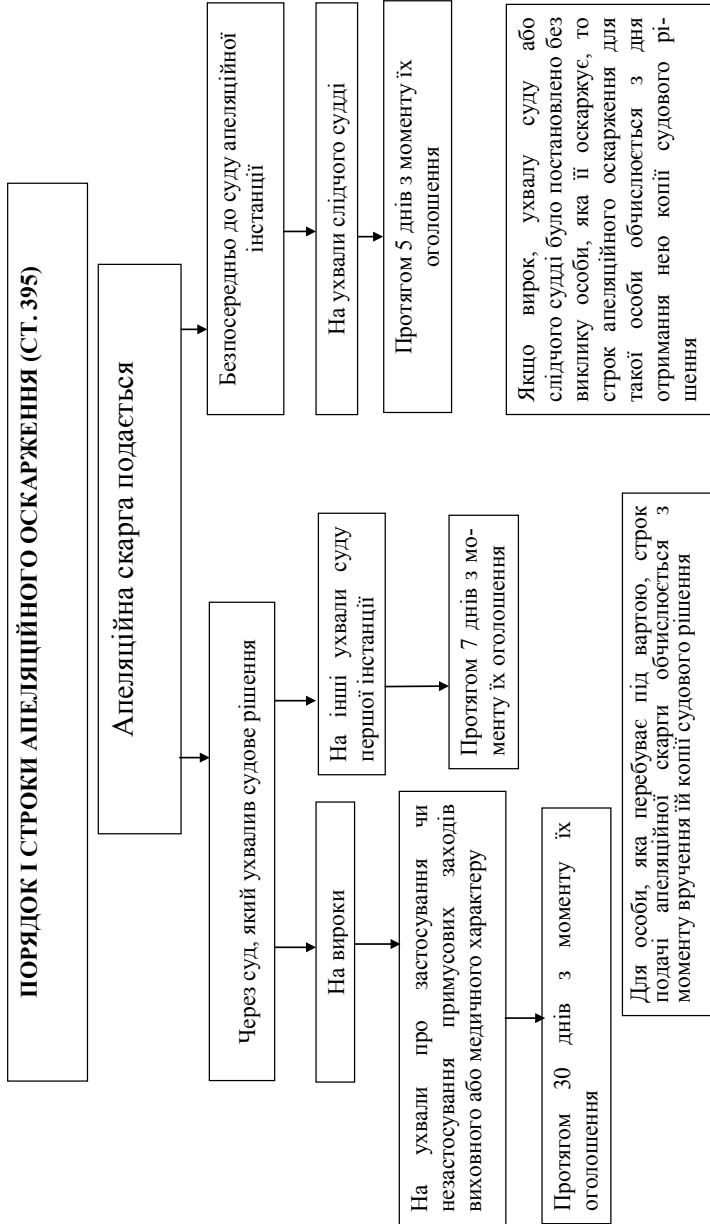 ПОРЯДОК І СТРОКИ АПЕЛЯЦІЙНОГО ОСКАРЖЕННЯ (СТ. 395)
Апеляційна скарга подається
Через суд, який ухвалив судове рішення
На вироки
На ухвали про застосування чи
незастосування примусових заходів
виховного або медичного характеру
Протягом 30 днів з моменту їх
оголошення
На інші ухвали суду
першої інстанції
Протягом 7 днів з мо-
менту їх оголошення
Безпосередньо до суду апеляційної
інстанції
На ухвали слідчого судді
Протягом 5 днів з моменту їх
оголошення
Для особи, яка перебуває під вартою, строк
подачі апеляційної скарги обчислюється з
моменту вручення їй копії судового рішення
Якщо вирок, ухвалу суду або
слідчого судді було постановлено без
виклику особи, яка її оскаржує, то
строк апеляційного оскарження для
такої особи обчислюється з дня
отримання нею копії судового рі-
шення